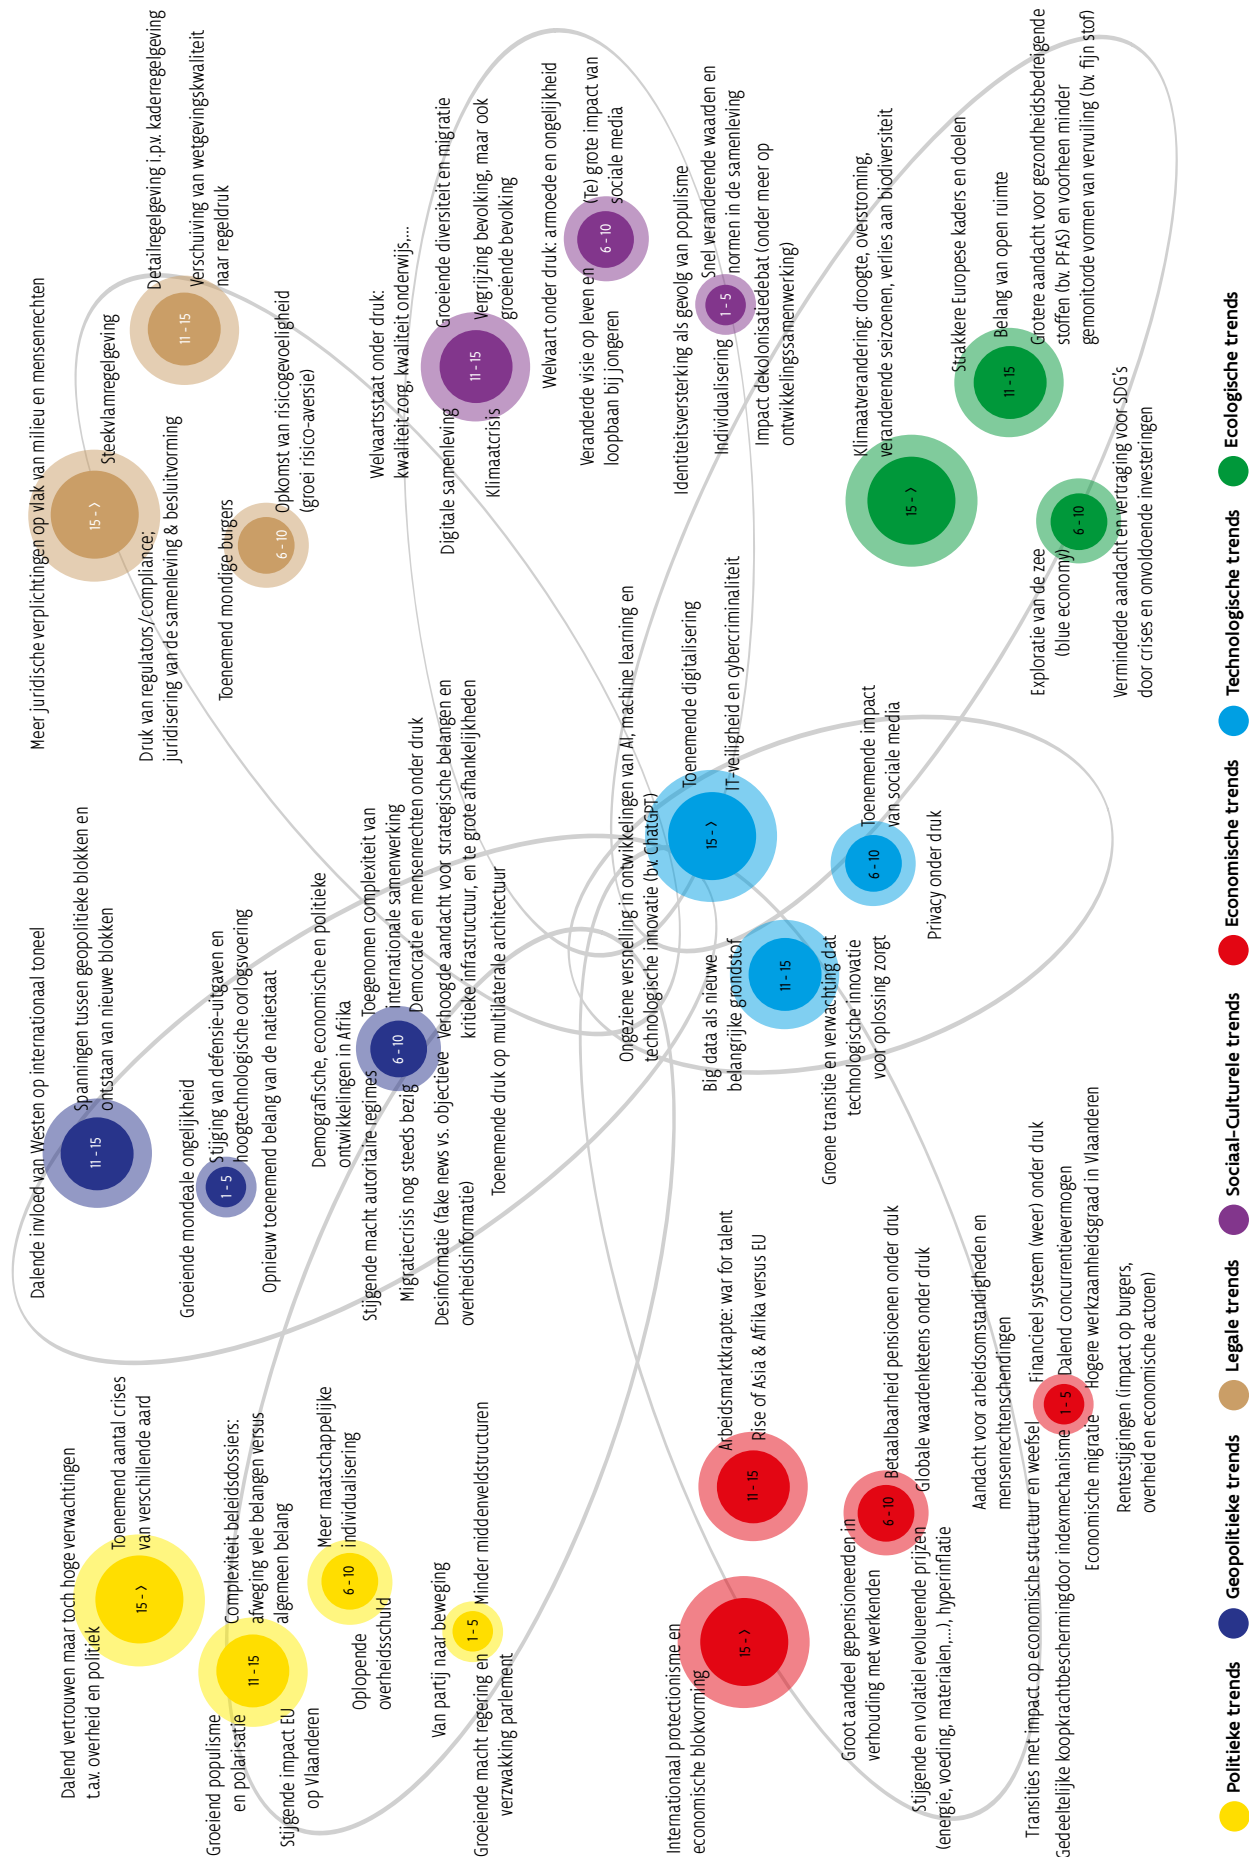 Dalend vertrouwen maar toch hoge verwachtingen
t.a.v. overheid en politiek
15 - >
Toenemend aantal crises
van verschillende aard
Groeiend populisme
en polarisatie
Stijgende impact EU
op Vlaanderen
11 - 15
Complexiteit beleidsdossiers:
afweging vele belangen versus
algemeen belang
Oplopende
overheidsschuld
6 - 10
Meer maatschappelijke
individualisering
Van partij naar beweging
Groeiende macht regering en
verzwakking parlement
1 - 5
Minder middenveldstructuren
Dalende invloed van Westen op internationaal toneel
11 - 15
Spanningen tussen geopolitieke blokken en
ontstaan van nieuwe blokken
Groeiende mondeale ongelijkheid
1 - 5
Stijging van defensie-uitgaven en
hoogtechnologische oorlogsvoering
Opnieuw toenemend belang van de natiestaat
Demografische, economische en politieke
ontwikkelingen in Afrika
Stijgende macht autoritaire regimes
Migratiecrisis nog steeds bezig
Desinformatie (fake news vs. objectieve
overheidsinformatie)
6 - 10
Toegenomen complexiteit van
internationale samenwerking
Democratie en mensenrechten onder druk
Verhoogde aandacht voor strategische belangen en
kritieke infrastructuur, en te grote afhankelijkheden
Toenemende druk op multilaterale architectuur
Meer juridische verplichtingen op vlak van milieu en mensenrechten
15 - >
Steekvlamregelgeving
Druk van regulators/compliance;
juridisering van de samenleving & besluitvorming
11 - 15
Detailregelgeving i.p.v. kaderregelgeving
Verschuiving van wetgevingskwaliteit
naar regeldruk
Toenemend mondige burgers
6 - 10
Opkomst van risicogevoeligheid
(groei risico-aversie)
Welvaartsstaat onder druk:
kwaliteit zorg, kwaliteit onderwijs,...
Digitale samenleving
Klimaatcrisis
11 - 15
Groeiende diversiteit en migratie
Vergrijzing bevolking, maar ook
groeiende bevolking
Welvaart onder druk: armoede en ongelijkheid
Veranderde visie op leven en
loopbaan bij jongeren
6 - 10
(Te) grote impact van
sociale media
Identiteitsversterking als gevolg van populisme
Individualisering
1 - 5
Snel veranderende waarden en
normen in de samenleving
Impact dekolonisatiedebat (onder meer op
ontwikkelingssamenwerking)
Internationaal protectionisme en
economische blokvorming
15 - >
11 - 15
Arbeidsmarktkrapte: war for talent
Rise of Asia & Afrika versus EU
Groot aandeel gepensioneeden in
verhouding met werkenden
6 - 10
Betaalbaarheid pensioenen onder druk
Globale waardenketens onder druk
Stijgende en volatiel evoluerende prijzen
(energie, voeding, materialen,...), hyperinflatie
Aandacht voor arbeidsomstandigheden en
mensenrechtenschendingen
Transities met impact op economische structuur en weefsel
Gedeeltelijke koopkrachtbescherming door indexmechanisme
Economische migratie
1 - 5
Financieel systeem (weer) onder druk
Dalend concurrentievermogen
Hogere werkzaamheidsgraad in Vlaanderen
Rentestijgingen (impact op burgers,
overheid en economische actoren)
Ongeziene versnelling in ontwikkelingen van AI, machine learning en
technologische innovatie (bv. ChatGPT)
15 - >
Toenemende digitalisering
IT-veiligheid en cybercriminaliteit
Big data als nieuwe
belangrijke grondstof
11 - 15
Groene transitie en verwachting dat
technologische innovatie
voor oplossing zorgt
6 - 10
Toenemende impact
van sociale media
Privacy onder druk
15 - >
Klimaatverandering: droogte, overstroming,
veranderende seizoenen, verlies aan biodiversiteit
11 - 15
Strakkere Europese kaders en doelen
Belang van open ruimte
Grotere aandacht voor gezondheidsbedreigende
stoffen (bv. PFAS) en voorheen minder
gemonitorde vormen van vervuiling (bv. fijn stof)
Exploratie van de zee
(blue economy)
6 - 10
Verminderde aandacht en vertraging voor SDG's
door crises en onvoldoende investeringen
Politieke trends
Geopolitieke trends
Legale trends
Sociaal-Culturele trends
Economische trends
Technologische trends
Ecologische trends